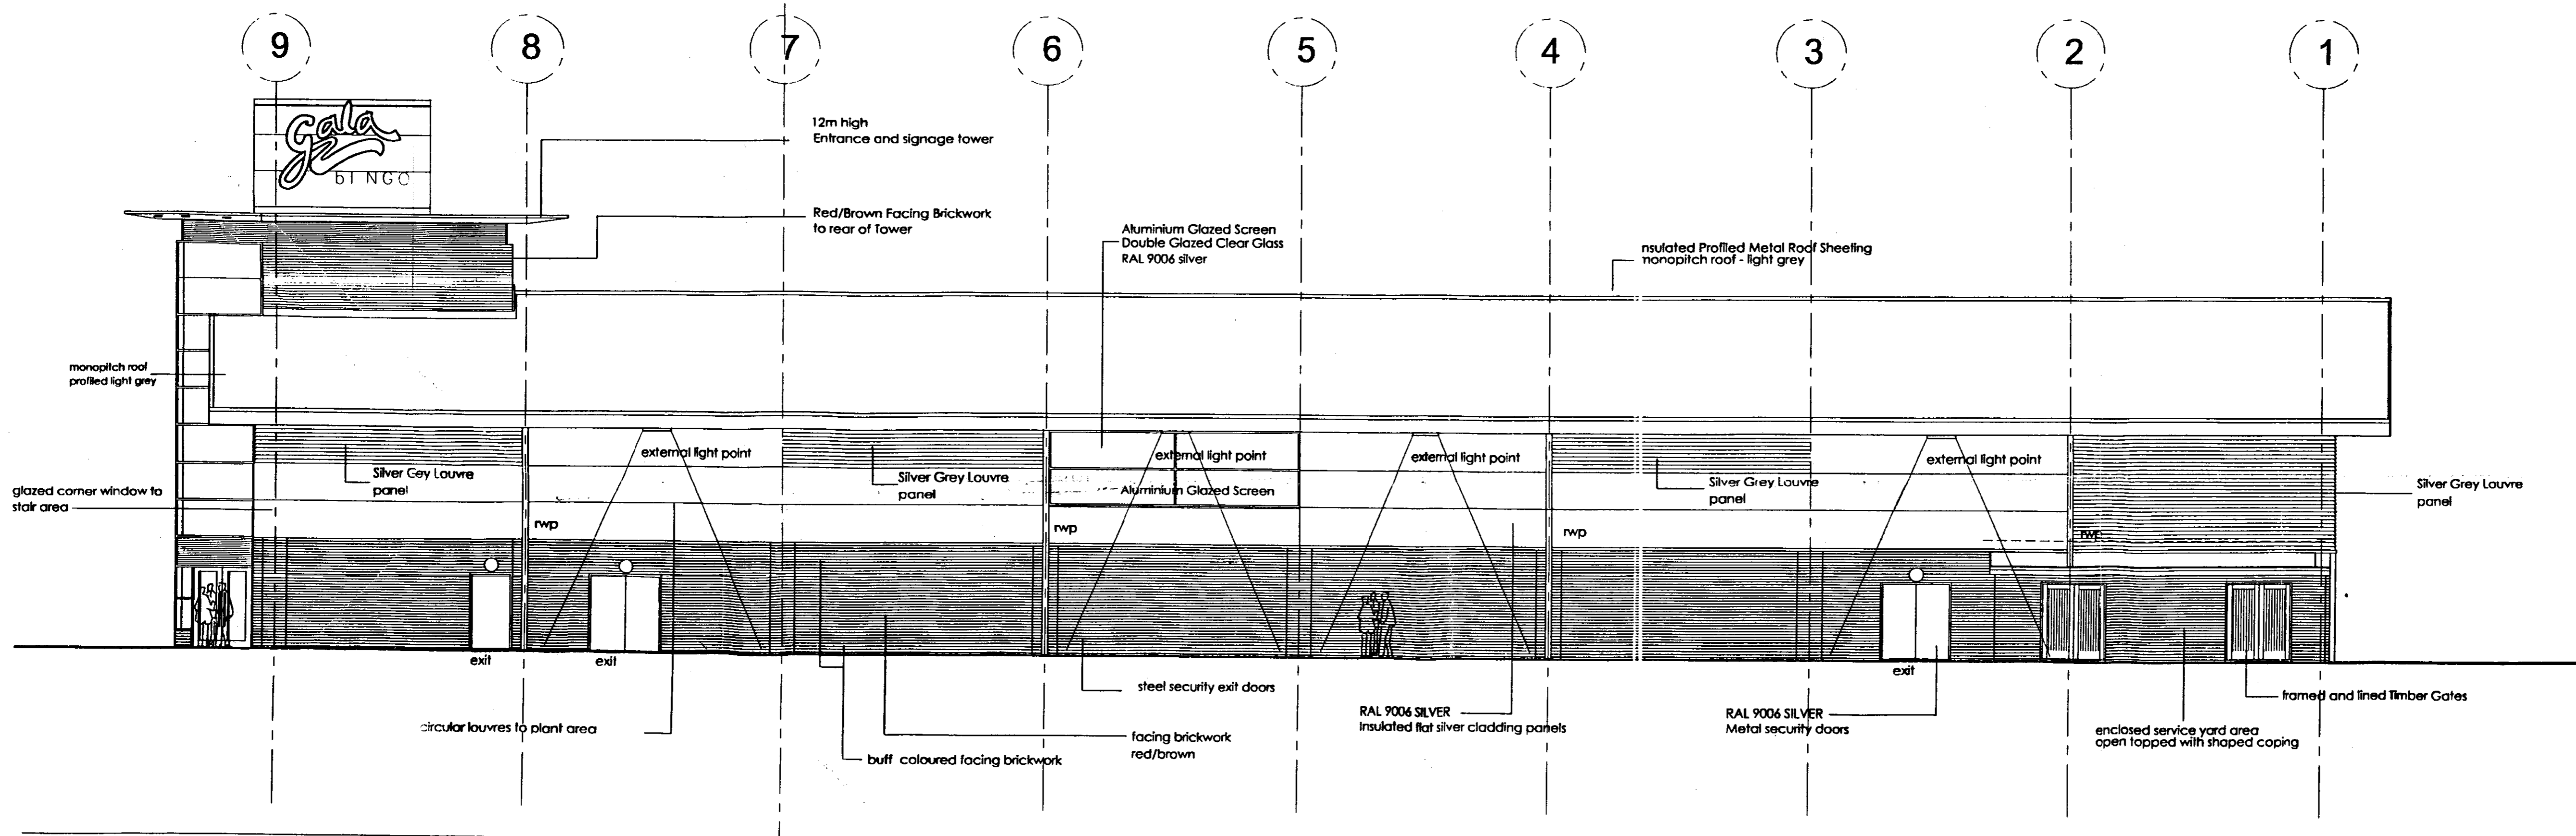 9 8 7 6 5 4 3 2 1
gala
bINGO
12m high
Entrance and signage tower
Red/Brown Facing Brickwork
to rear of Tower
Aluminium Glazed Screen
Double Glazed Clear Glass
RAL 9006 silver
nsulated Profiled Metal Roof Sheeting
monopitch roof - light grey
monopitch roof
profiled light grey
external light point
external light point
external light point
external light point
Silver Gey Louvre
panel
Silver Grey Louvre
panel
Aluminium Glazed Screen
Silver Grey Louvre
panel
Silver Grey Louvre
panel
glazed corner window to
stair area
rwp
rwp
rwp
rwp
exit
exit
exit
steel security exit doors
framed and lined Timber Gates
circular louvres to plant area
RAL 9006 SILVER
Insulated flat silver cladding panels
RAL 9006 SILVER
Metal security doors
enclosed service yard area
open topped with shaped coping
facing brickwork
red/brown
buff coloured facing brickwork